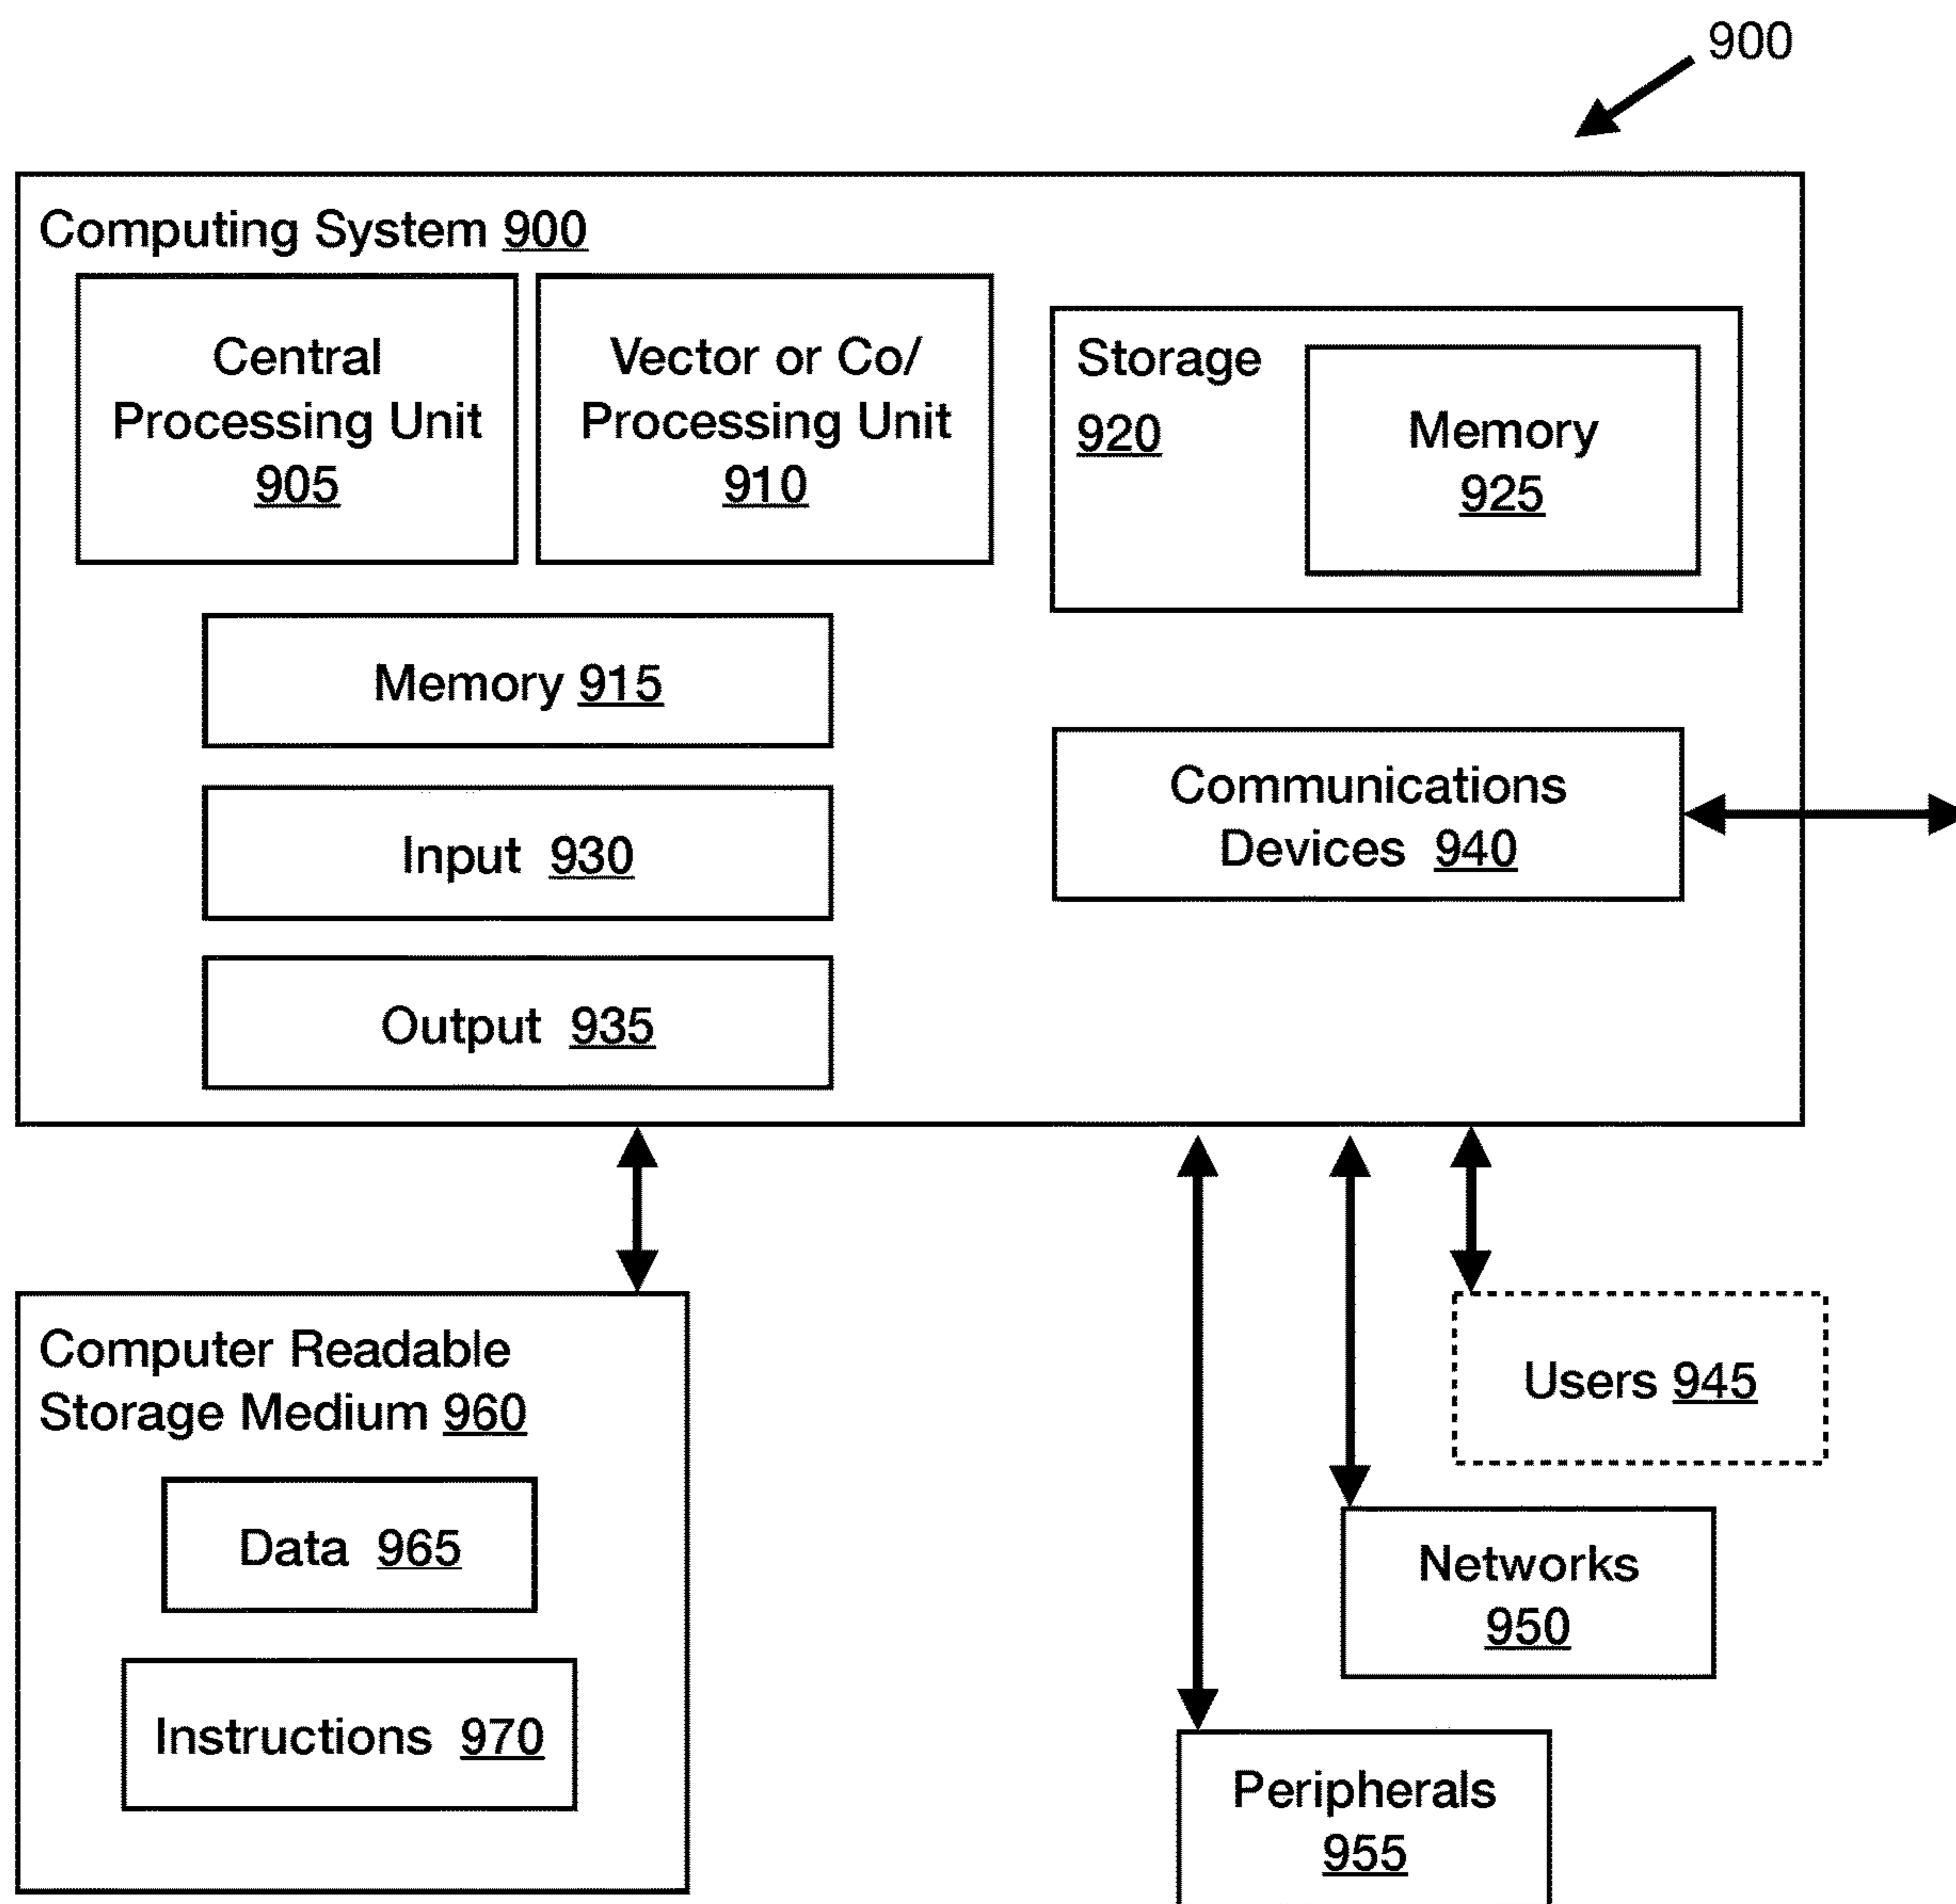 900
Computing System 900
Central
Processing Unit
905
Vector or Co/
Processing Unit
910
Storage
920
Memory
925
Memory 915
Input 930
Output 935
Communications
Devices 940
Computer Readable
Storage Medium 960
Data 965
Instructions 970
Users 945
Networks
950
Peripherals
955